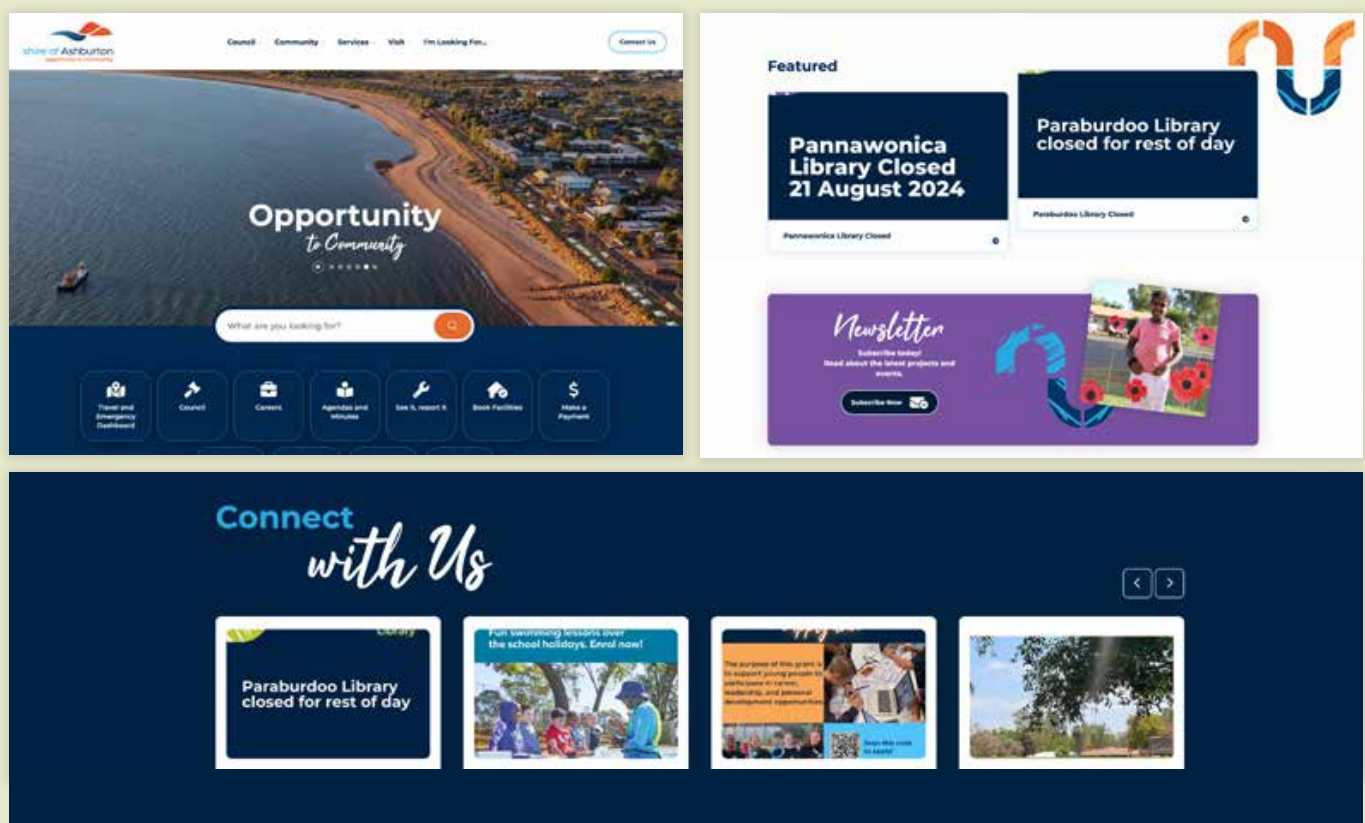 shire of Ashburton
opportunity to community
Council
Community
Services
Visit
I'm Looking For...
Contact Us
Opportunity
to Community
What are you looking for?
Travel and
Emergency
Dashboard
Council
Careers
Agendas and
Minutes
See it, report it
Book Facilities
Make a
Payment
Featured
Pannawonica
Library Closed
21 August 2024
Pannawonica Library Closed
Paraburdoo Library
closed for rest of day
Paraburdoo Library Closed
Newsletter
Subscribe today!
Read about the latest projects and
events.
Subscribe Now
Connect
with Us
Library
Paraburdoo Library
closed for rest of day
Fun swimming lessons over
the school holidays. Enrol now!
The purpose of this grant is
to support young people to
participate in career,
leadership, and personal
development opportunities
Scan this code
to apply!